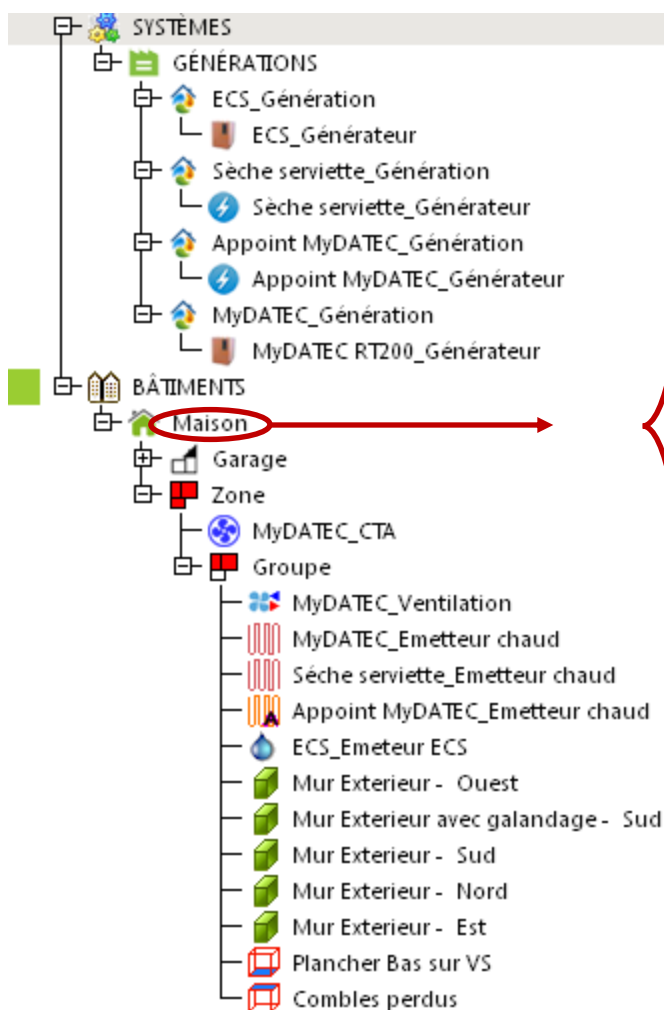 SYSTÈMES
GÉNÉRATIONS
ECS_Génération
ECS_Générateur
Sèche serviette_Génération
Sèche serviette_Générateur
Appoint MyDATEC_Génération
Appoint MyDATEC_Générateur
MyDATEC_Génération
MyDATEC RT200_Générateur
BÂTIMENTS
Maison
Garage
Zone
MyDATEC_CTA
Groupe
MyDATEC_Ventilation
MyDATEC_Emetteur chaud
Séche serviette_Emetteur chaud
Appoint MyDATEC_Emetteur chaud
ECS_Emeteur ECS
Mur Exterieur - Ouest
Mur Exterieur avec galandage - Sud
Mur Exterieur - Sud
Mur Exterieur - Nord
Mur Exterieur - Est
Plancher Bas sur VS
Combles perdus